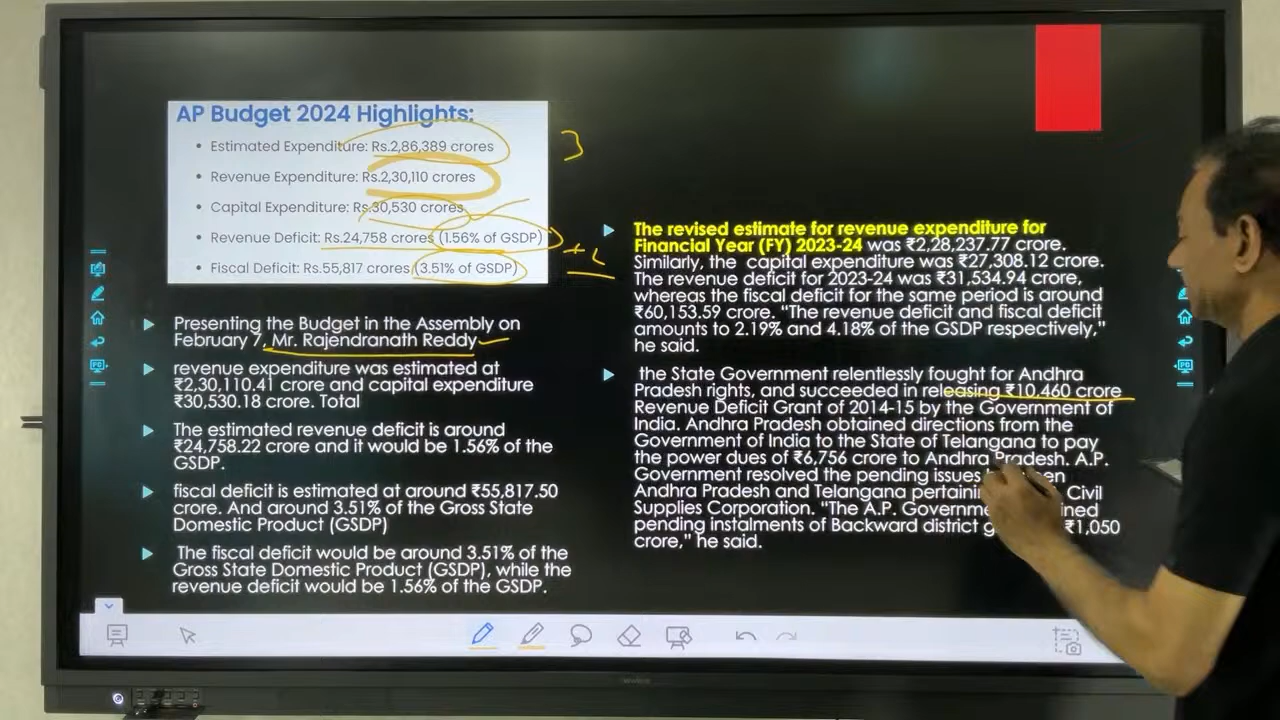 AP Budget 2024 Highlights:
• Estimated Expenditure: Rs.2,86,389 crores
• Revenue Expenditure: Rs.2,30,110 crores
• Capital Expenditure: Rs.30,530 crores
• Revenue Deficit: Rs.24,758 crores (1.56% of GSDP)
• Fiscal Deficit: Rs.55,817 crores (3.51% of GSDP)
3
Presenting the Budget in the Assembly on
February 7, Mr. Rajendranath Reddy
revenue expenditure was estimated at
₹2,30,110.41 crore and capital expenditure
₹30,530.18 crore. Total
The estimated revenue deficit is around
₹24,758.22 crore and it would be 1.56% of the
GSDP.
fiscal deficit is estimated at around ₹55,817.50
crore. And around 3.51% of the Gross State
Domestic Product (GSDP)
The fiscal deficit would be around 3.51% of the
Gross State Domestic Product (GSDP), while the
revenue deficit would be 1.56% of the GSDP.
The revised estimate for revenue expenditure for
Financial Year (FY) 2023-24 was ₹2,28,237.77 crore.
Similarly, the capital expenditure was ₹27,308.12 crore.
The revenue deficit for 2023-24 was ₹31,534.94 crore,
whereas the fiscal deficit for the same period is around
₹60,153.59 crore. "The revenue deficit and fiscal deficit
amounts to 2.19% and 4.18% of the GSDP respectively,"
he said.
the State Government relentlessly fought for Andhra
Pradesh rights, and succeeded in releasing ₹10,460 crore
Revenue Deficit Grant of 2014-15 by the Government of
India. Andhra Pradesh obtained directions from the
Government of India to the State of Telangana to pay
the power dues of ₹6,756 crore to Andhra Pradesh. A.P.
Government resolved the pending issues
Andhra Pradesh and Telangana Civil
Supplies Corporation. "The A.P.
pending instalments of Backward district ₹1,050
crore," he said.